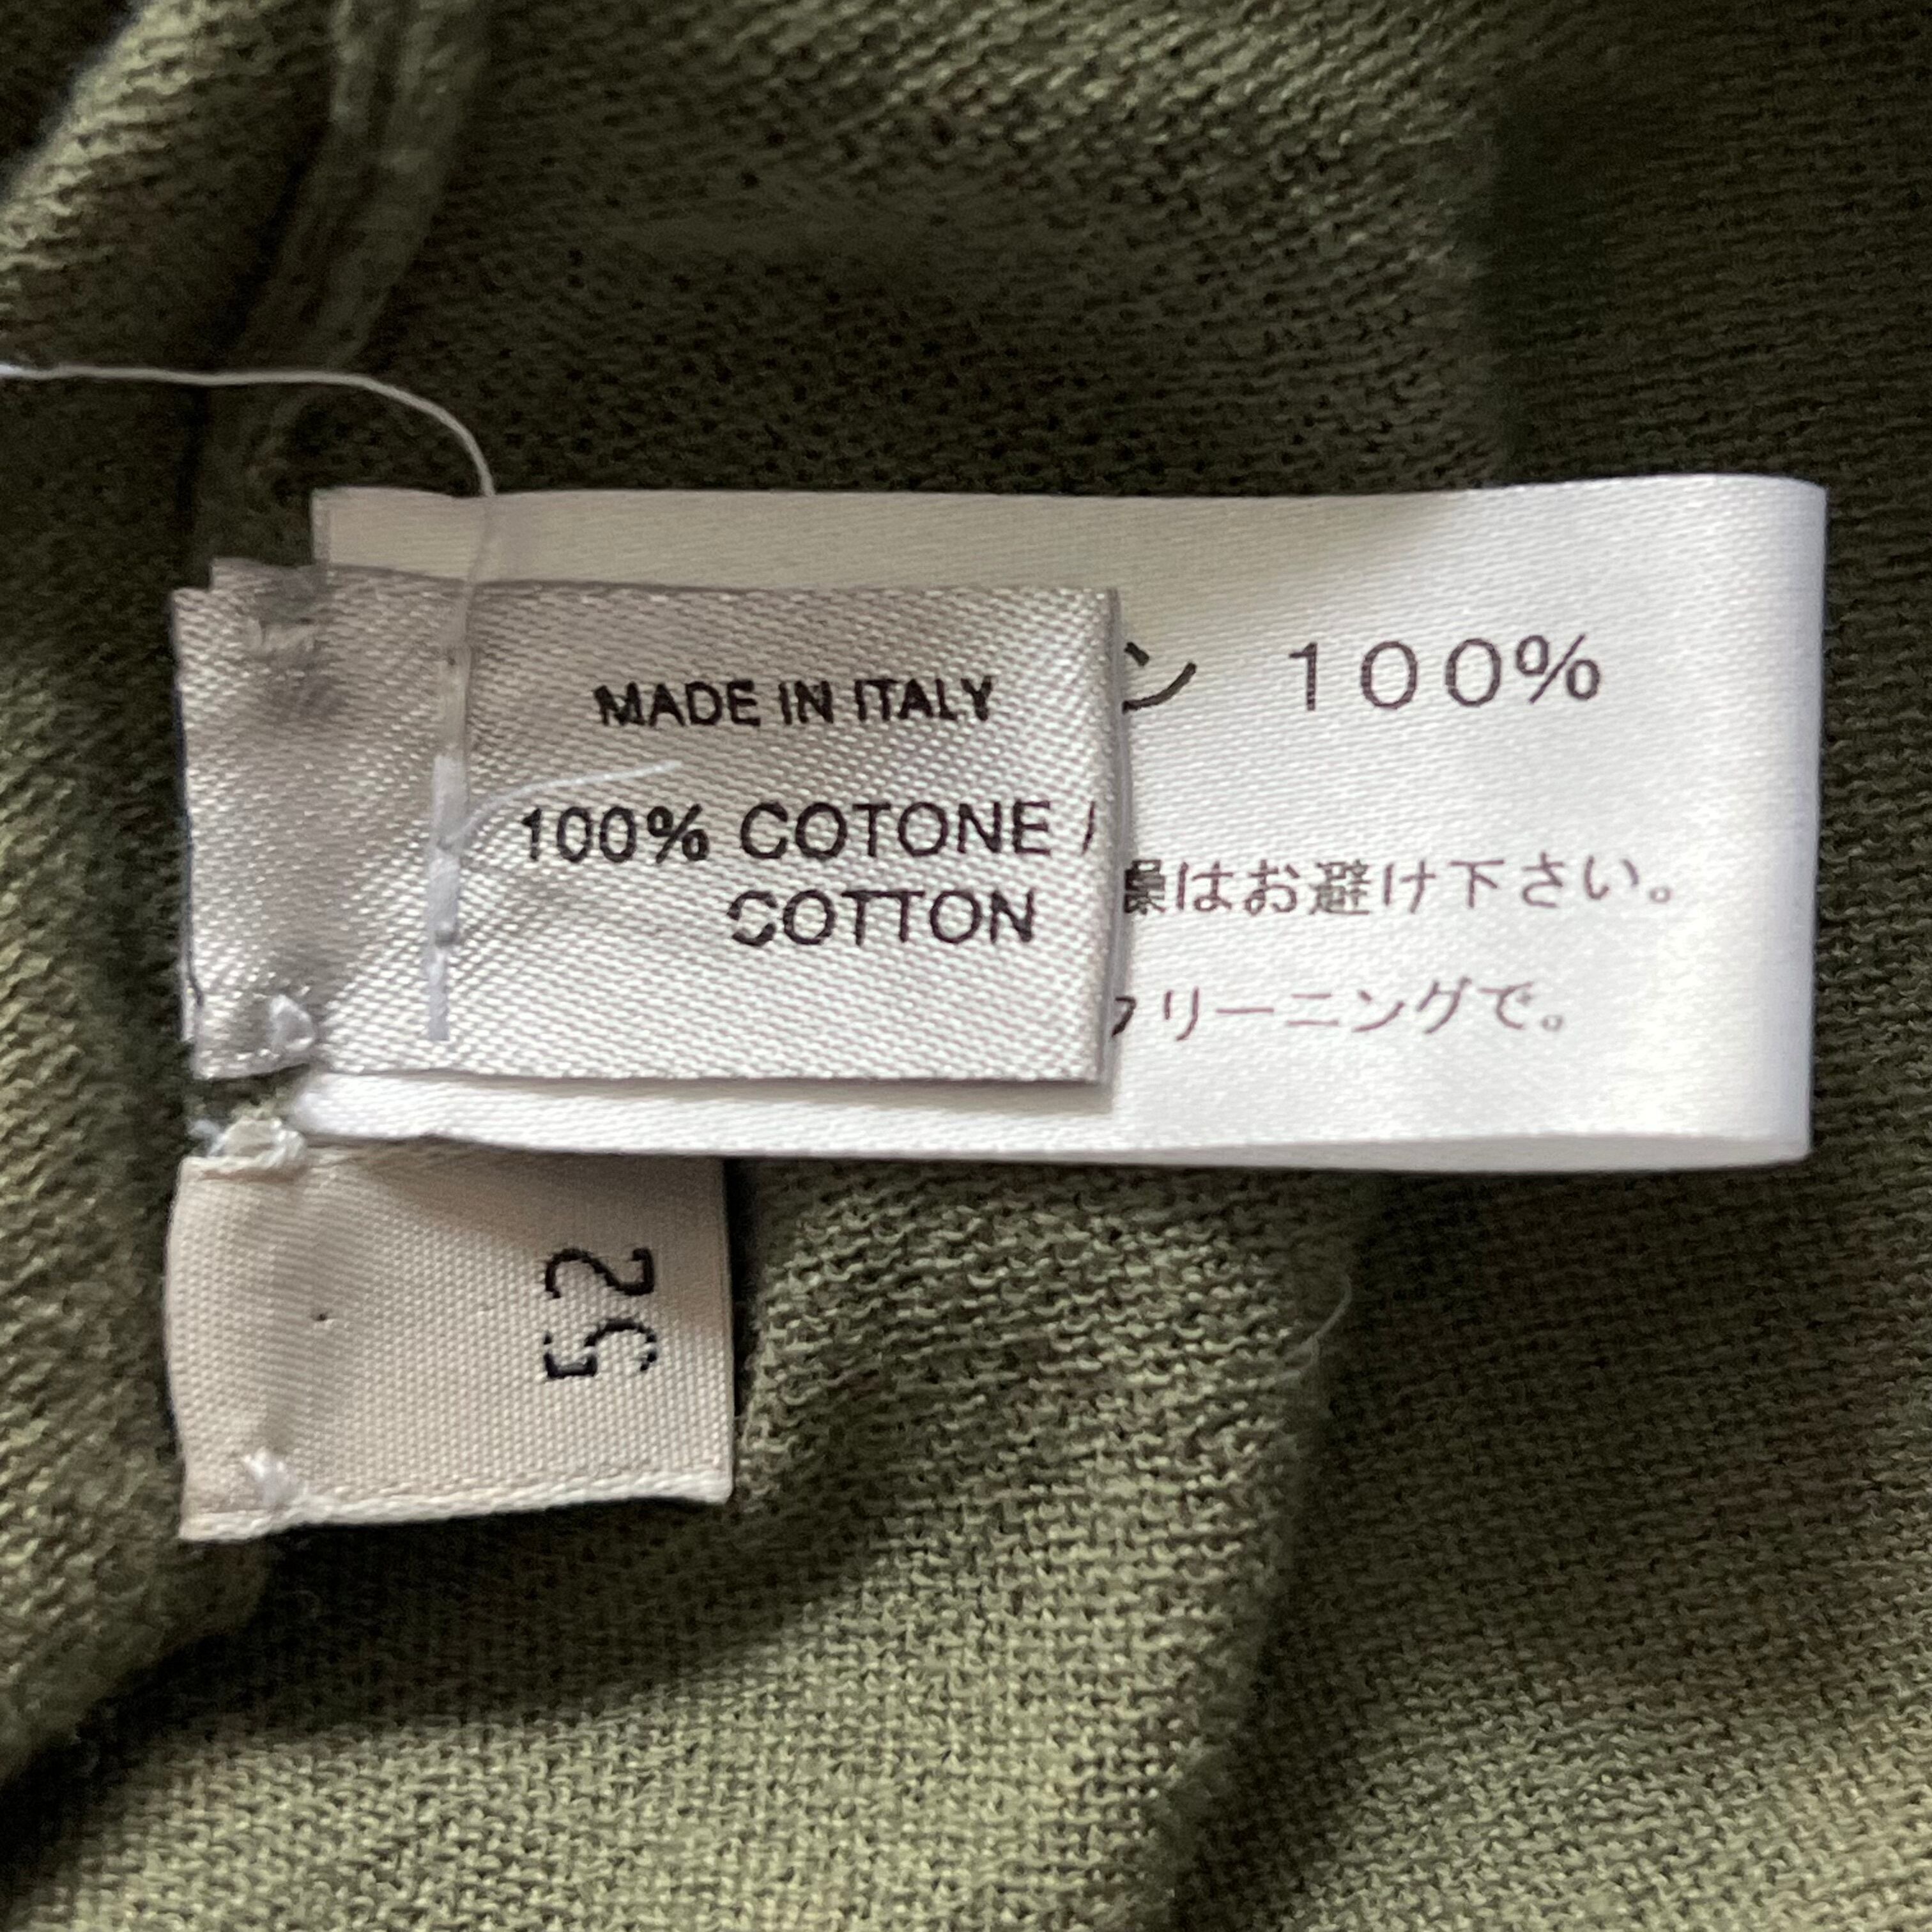 MADE IN ITALY
100% COTONE /
COTTON
ン 100%
燥はお避け下さい。
クリーニングで。
52